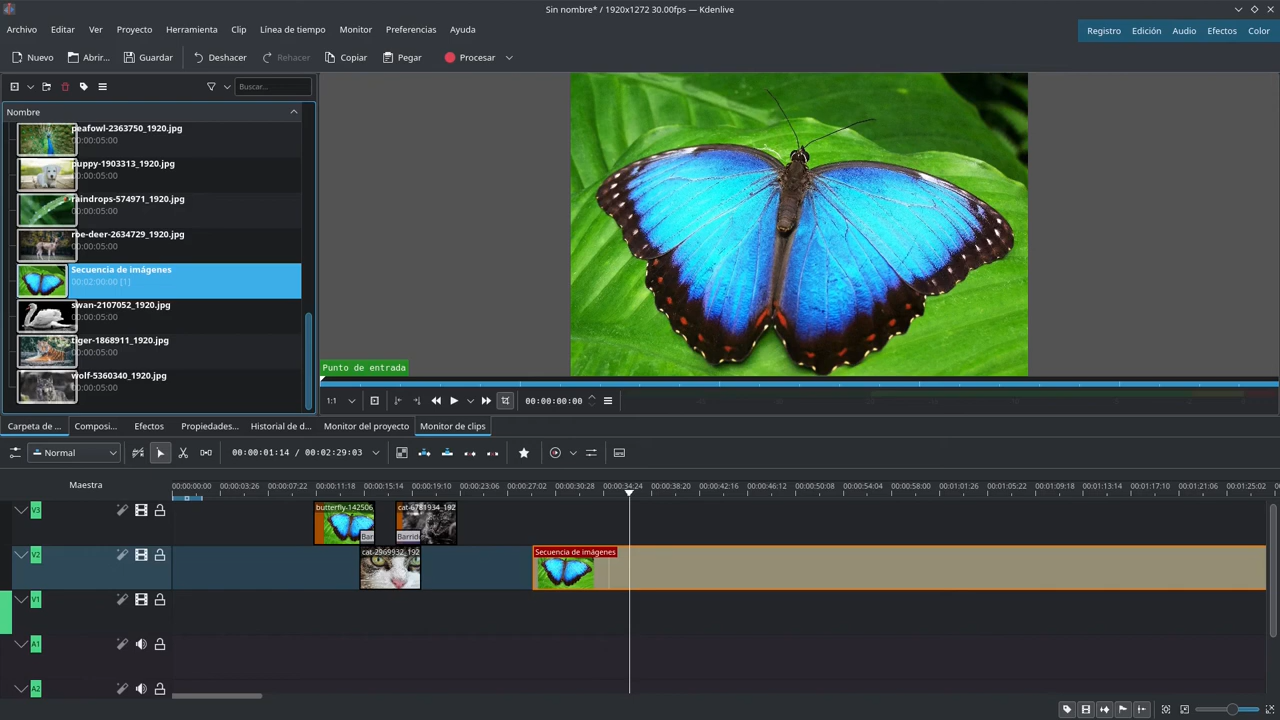 Sin nombre* / 1920x1272 30.00fps — Kdenlive
Archivo Editar Ver Proyecto Herramienta Clip Línea de tiempo Monitor Preferencias Ayuda
Registro Edición Audio Efectos Color
Nuevo Abrir... Guardar Deshacer Rehacer Copiar Pegar Procesar
Buscar...
Nombre
peafowl-2363750_1920.jpg
00:00:05:00
puppy-1903313_1920.jpg
00:00:05:00
raindrops-574971_1920.jpg
00:00:05:00
roe-deer-2634729_1920.jpg
00:00:05:00
Secuencia de imágenes
00:02:00:00 [1]
swan-2107052_1920.jpg
00:00:05:00
tiger-1868911_1920.jpg
00:00:05:00
wolf-5360340_1920.jpg
00:00:05:00
Punto de entrada
1:1 00:00:00:00
Carpeta de ... Composi... Efectos Propiedades... Historial de d... Monitor del proyecto Monitor de clips
Normal 00:00:01:14 / 00:02:29:03
Maestra
00:00:00:00 00:00:03:26 00:00:07:22 00:00:11:18 00:00:15:14 00:00:19:10 00:00:23:06 00:00:27:02 00:00:30:28 00:00:34:24 00:00:38:20 00:00:42:16 00:00:46:12 00:00:50:08 00:00:54:04 00:00:58:00 00:01:01:26 00:01:05:22 00:01:09:18 00:01:13:14 00:01:17:10 00:01:21:06 00:01:25:02
V3
butterfly-142506 cat-6781934_192
Bar Barrid
V2
cat-2969932_192 Secuencia de imágenes
V1
A1
A2